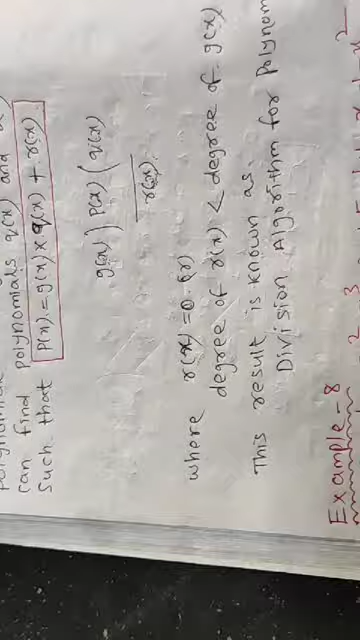 can find polynomials q(x) and
such that P(x) = g(x) × q(x) + r(x).
g(x) ) P(x) ( q(x)
r(x)
where r(x) = 0 (or)
degree of r(x) < degree of g(x)
This result is known as
Division Algorithm for Polynom
Example-8